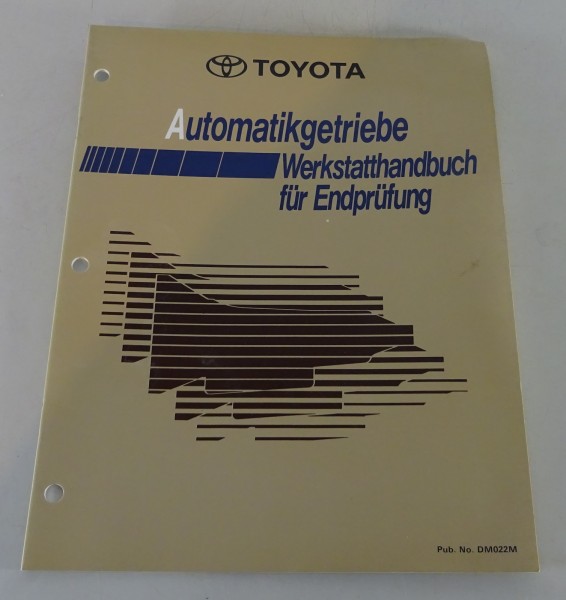 TOYOTA
Automatikgetriebe
Werkstatthandbuch
für Endprüfung
Pub. No. DM022M